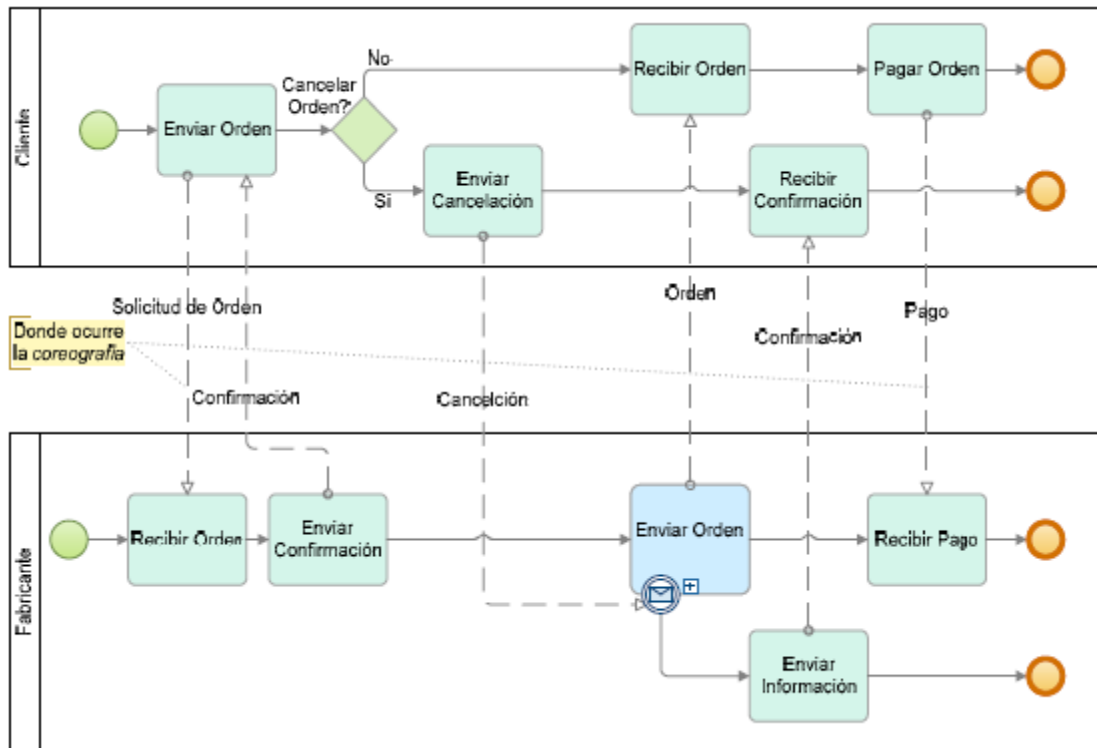 Cliente
No
Cancelar
Orden?
Recibir Orden
Pagar Orden
Enviar Orden
Si
Enviar
Cancelación
Recibir
Confirmación
Solicitud de Orden
Orden
Pago
Donde ocurre
la coreografía
Confirmación
Confirmación
Cancelción
Fabricante
Recibir Orden
Enviar
Confirmación
Enviar Orden
Recibir Pago
Enviar
Información